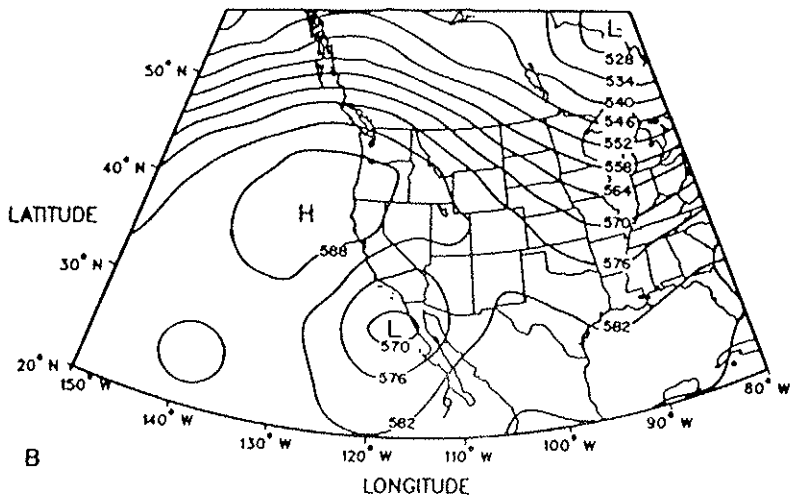 L
528
534
540
546
552
558
564
570
576
582
50° N
40° N
LATITUDE
30° N
20° N
H
588
L
570
576
582
150° W
140° W
130° W
120° W
110° W
100° W
90° W
80° W
B
LONGITUDE